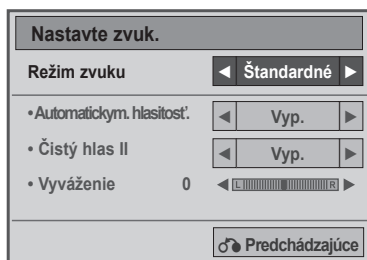 Nastavte zvuk.
Režim zvuku ◄ Štandardné ►
•Automatickym. hlasitosť. ◄ Vyp. ►
• Čistý hlas II ◄ Vyp. ►
• Vyváženie 0 ◄ L R ►
Predchádzajúce